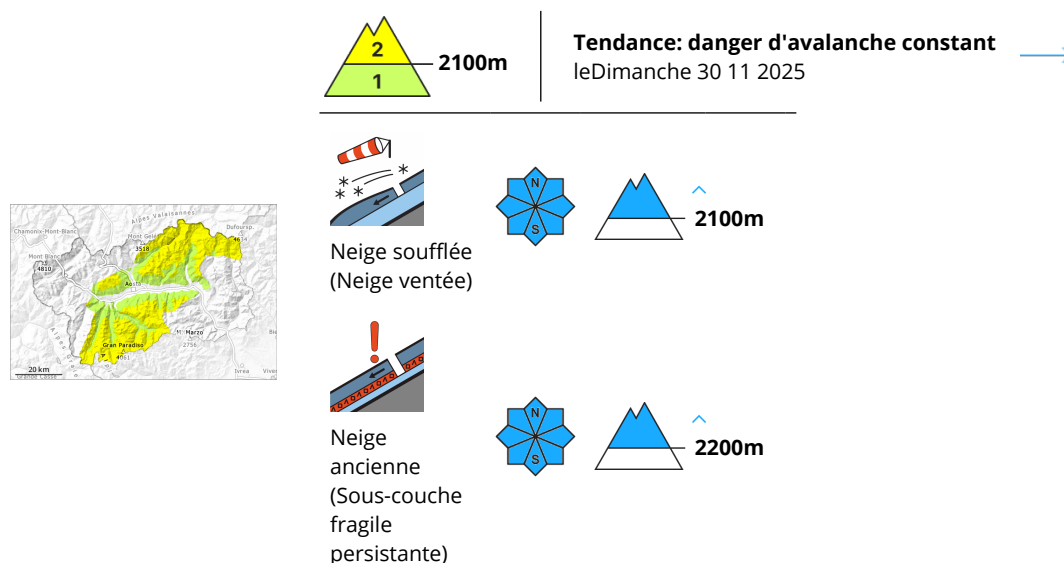 2
1
2100m
Tendance: danger d'avalanche constant
leDimanche 30 11 2025
Neige soufflée
(Neige ventée)
N
S
2100m
Neige
ancienne
(Sous-couche
fragile
persistante)
N
S
2200m
Alpes Valaisannes
Chamonix-Mont-Blanc
Mont Gelé
3518
Dufoursp.
4634
Mont Blanc
4810
Aosta
M. Marzo
2756
Gran Paradiso
4061
Ivrea
20 km
Grande Casse